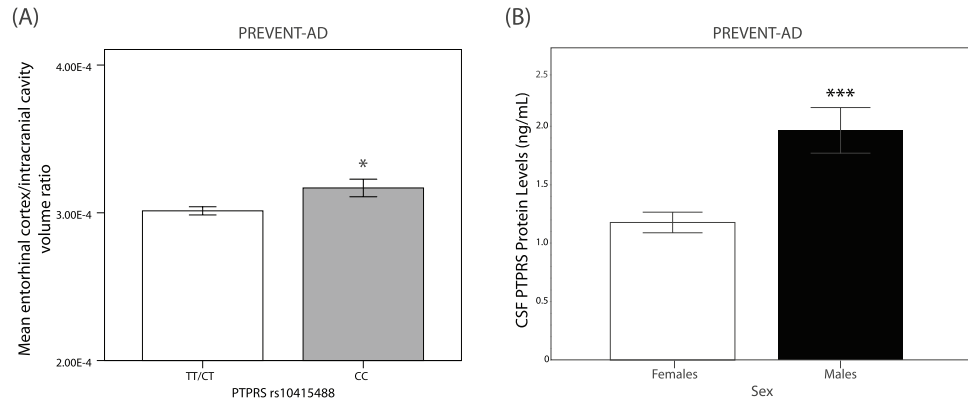 (A)
PREVENT-AD
Mean entorhinal cortex/intracranial cavity
volume ratio
4.00E-4
3.00E-4
2.00E-4
*
TT/CT
CC
PTPRS rs10415488
(B)
PREVENT-AD
CSF PTPRS Protein Levels (ng/mL)
2.5
2.0
1.5
1.0
0.5
0
***
Females
Males
Sex